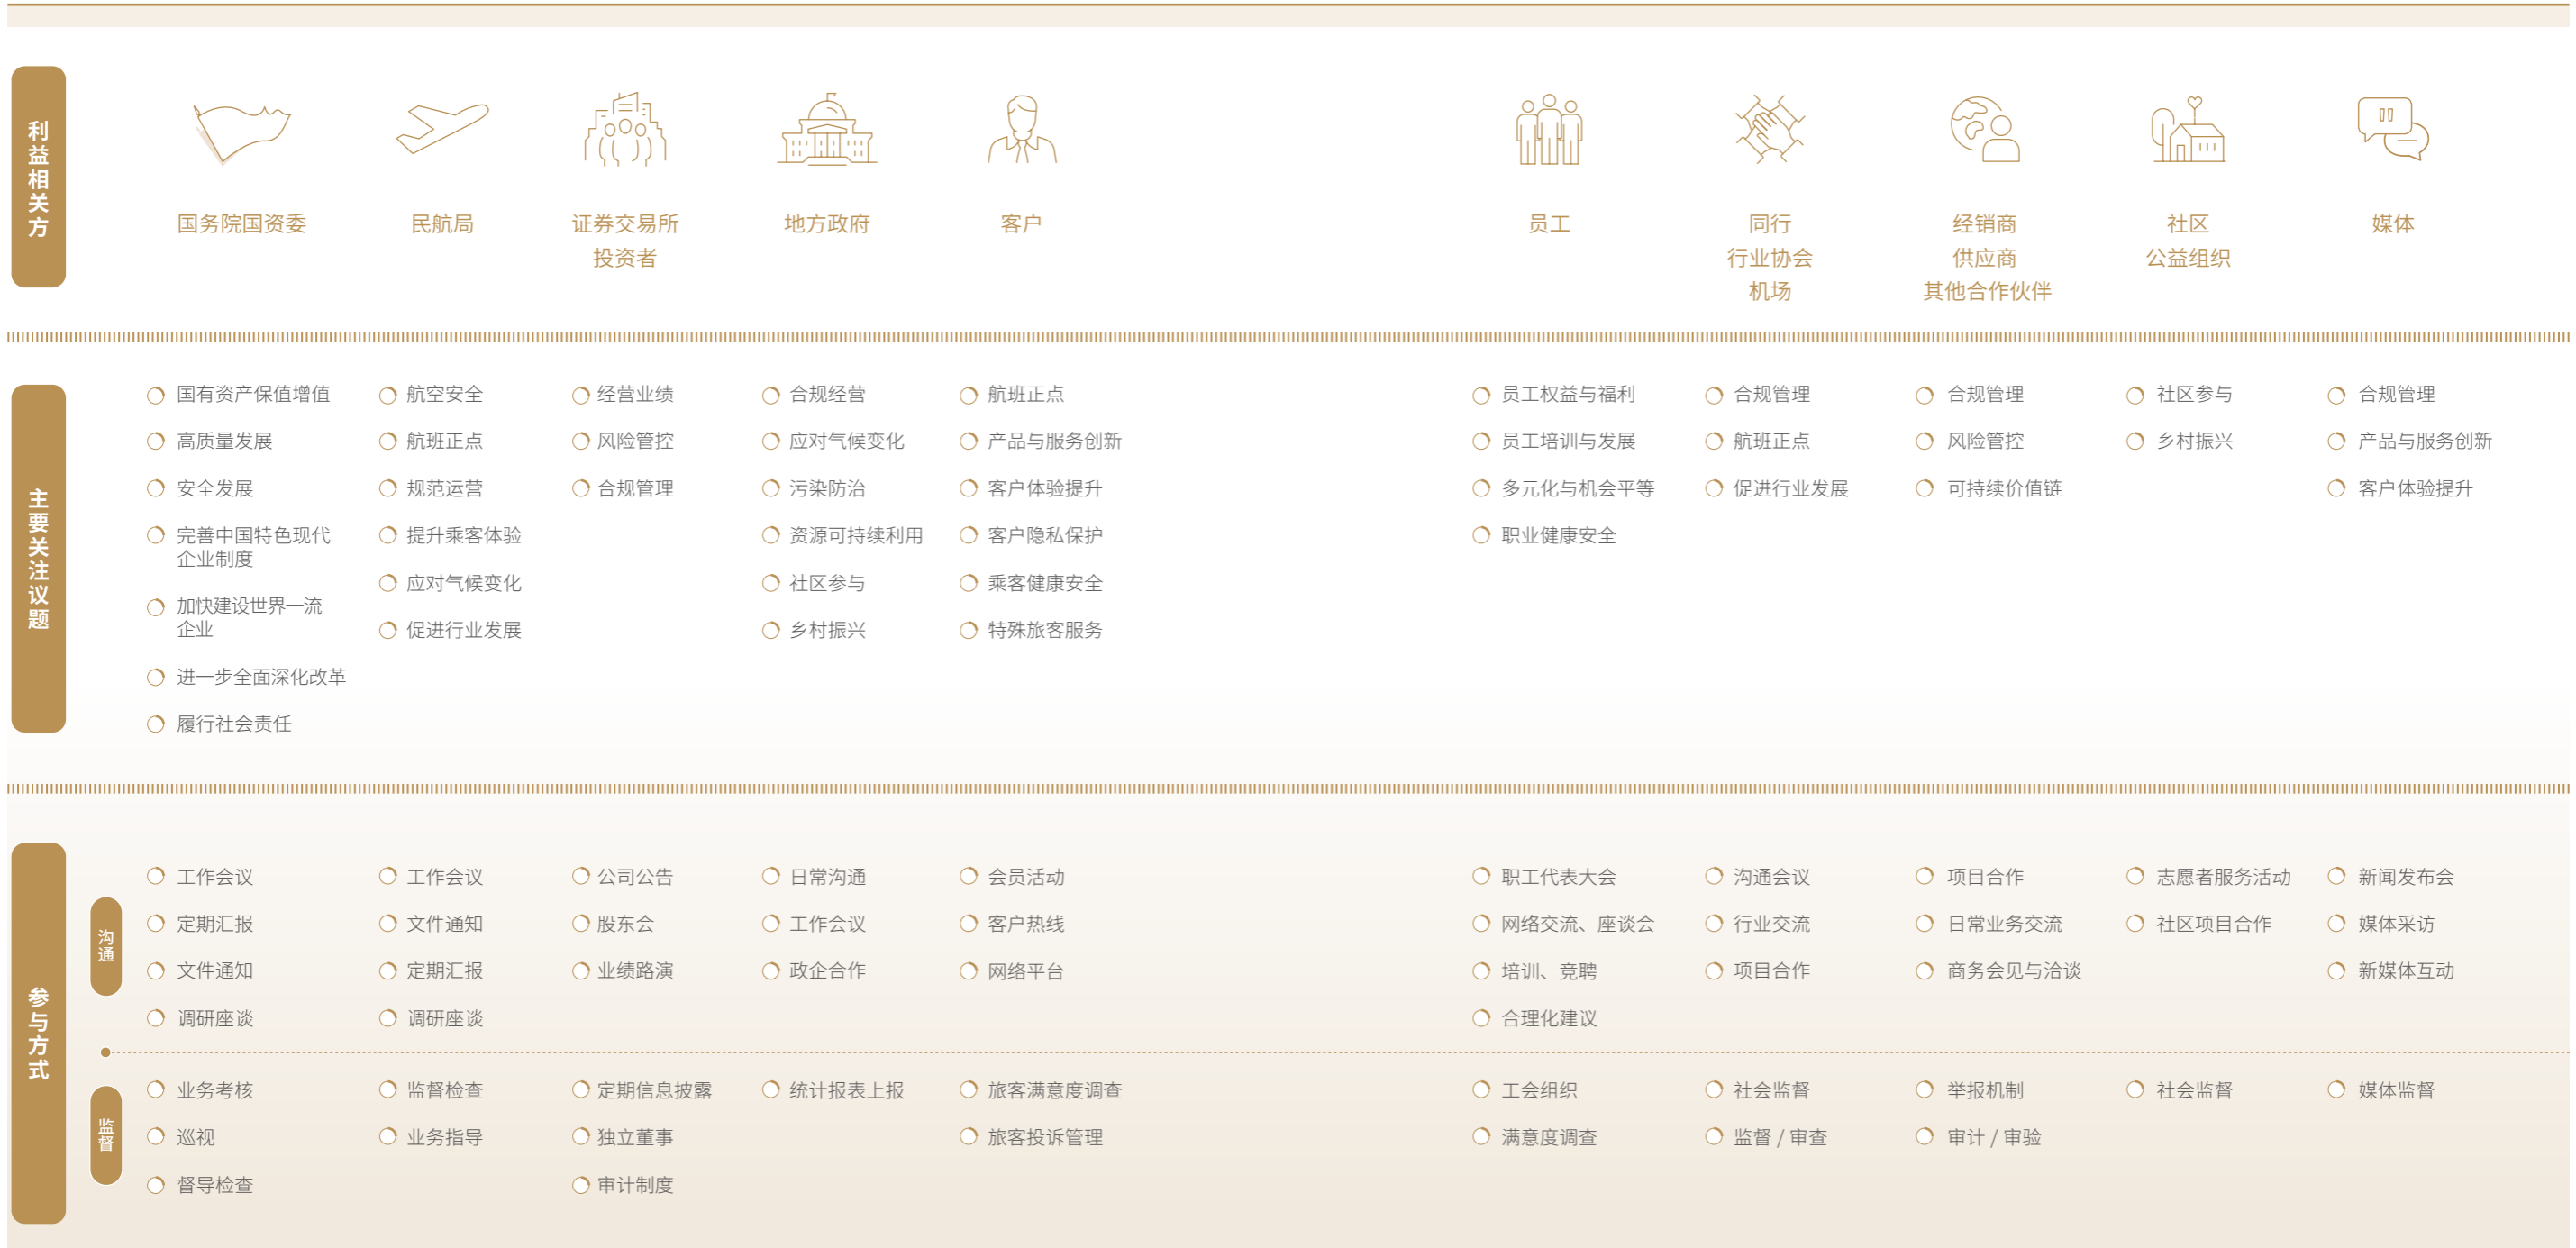 利益相关方
国务院国资委
民航局
证券交易所
投资者
地方政府
客户
员工
同行
行业协会
机场
经销商
供应商
其他合作伙伴
社区
公益组织
媒体
主要关注议题
国有资产保值增值
高质量发展
安全发展
完善中国特色现代
企业制度
加快建设世界一流
企业
进一步全面深化改革
履行社会责任
航空安全
航班正点
规范运营
提升乘客体验
应对气候变化
促进行业发展
经营业绩
风险管控
合规管理
合规经营
应对气候变化
污染防治
资源可持续利用
社区参与
乡村振兴
航班正点
产品与服务创新
客户体验提升
客户隐私保护
乘客健康安全
特殊旅客服务
员工权益与福利
员工培训与发展
多元化与机会平等
职业健康安全
合规管理
航班正点
促进行业发展
合规管理
风险管控
可持续价值链
社区参与
乡村振兴
合规管理
产品与服务创新
客户体验提升
参与方式
沟通
工作会议
定期汇报
文件通知
调研座谈
工作会议
文件通知
定期汇报
调研座谈
公司公告
股东会
业绩路演
日常沟通
工作会议
政企合作
会员活动
客户热线
网络平台
职工代表大会
网络交流、座谈会
培训、竞聘
合理化建议
沟通会议
行业交流
项目合作
项目合作
日常业务交流
商务会见与洽谈
志愿者服务活动
社区项目合作
新闻发布会
媒体采访
新媒体互动
监督
业务考核
巡视
督导检查
监督检查
业务指导
定期信息披露
独立董事
审计制度
统计报表上报
旅客满意度调查
旅客投诉管理
工会组织
满意度调查
社会监督
监督 / 审查
举报机制
审计 / 审验
社会监督
媒体监督